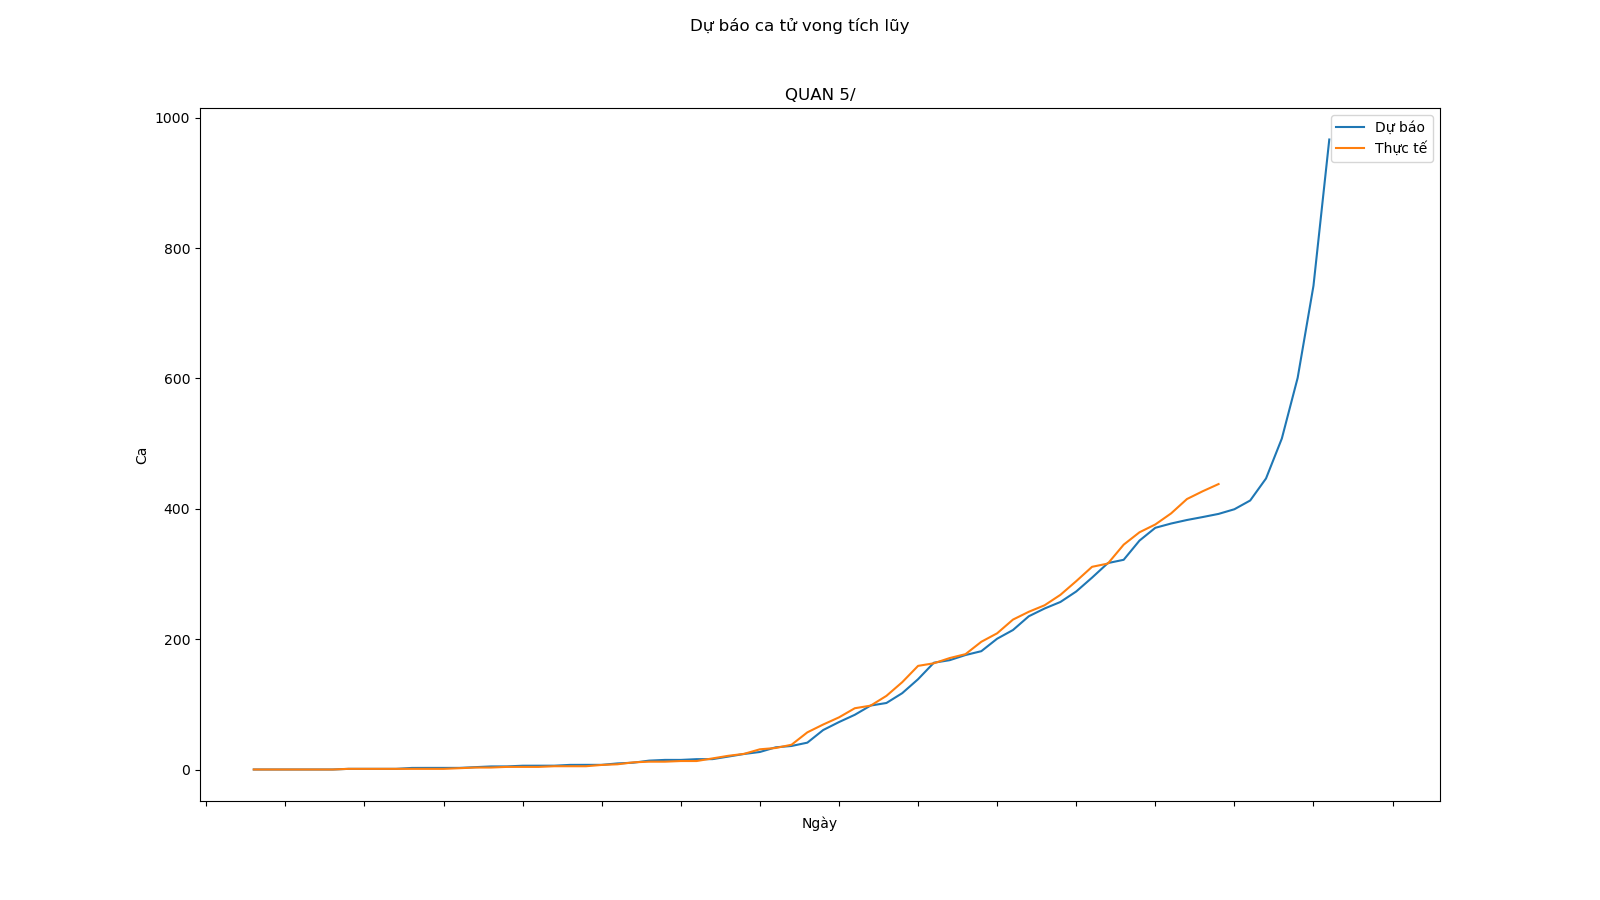 Dự báo ca tử vong tích lũy
QUAN 5/
1000
800
600
400
200
0
Ca
Ngày
Dự báo
Thực tế